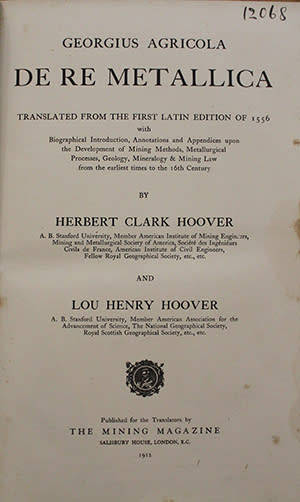 12068
GEORGIUS AGRICOLA
DE RE METALLICA
TRANSLATED FROM THE FIRST LATIN EDITION OF 1556
with
Biographical Introduction, Annotations and Appendices upon
the Development of Mining Methods, Metallurgical
Processes, Geology, Mineralogy & Mining Law
from the earliest times to the 16th Century
BY
HERBERT CLARK HOOVER
A. B. Stanford University, Member American Institute of Mining Engineers,
Mining and Metallurgical Society of America, Société des Ingénieurs
Civils de France, American Institute of Civil Engineers,
Fellow Royal Geographical Society, etc., etc.
AND
LOU HENRY HOOVER
A. B. Stanford University, Member American Association for the
Advancement of Science, The National Geographical Society,
Royal Scottish Geographical Society, etc., etc.
Published for the Translators by
THE MINING MAGAZINE
SALISBURY HOUSE, LONDON, E.C.
1912